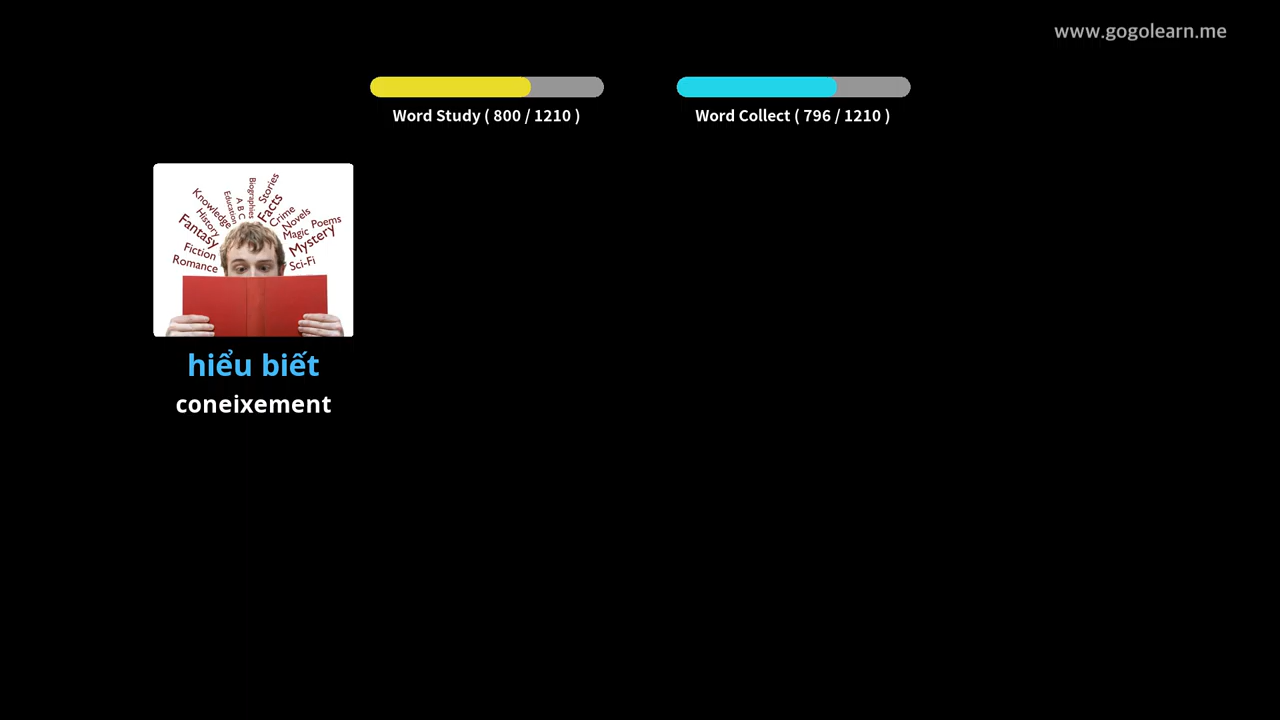 www.gogolearn.me
Word Study ( 800 / 1210 )
Word Collect ( 796 / 1210 )
Knowledge
History
Fantasy
Fiction
Romance
Education
A B C
Biographies
Stories
Facts
Crime
Novels
Magic
Poems
Mystery
Sci-Fi
hiểu biết
coneixement